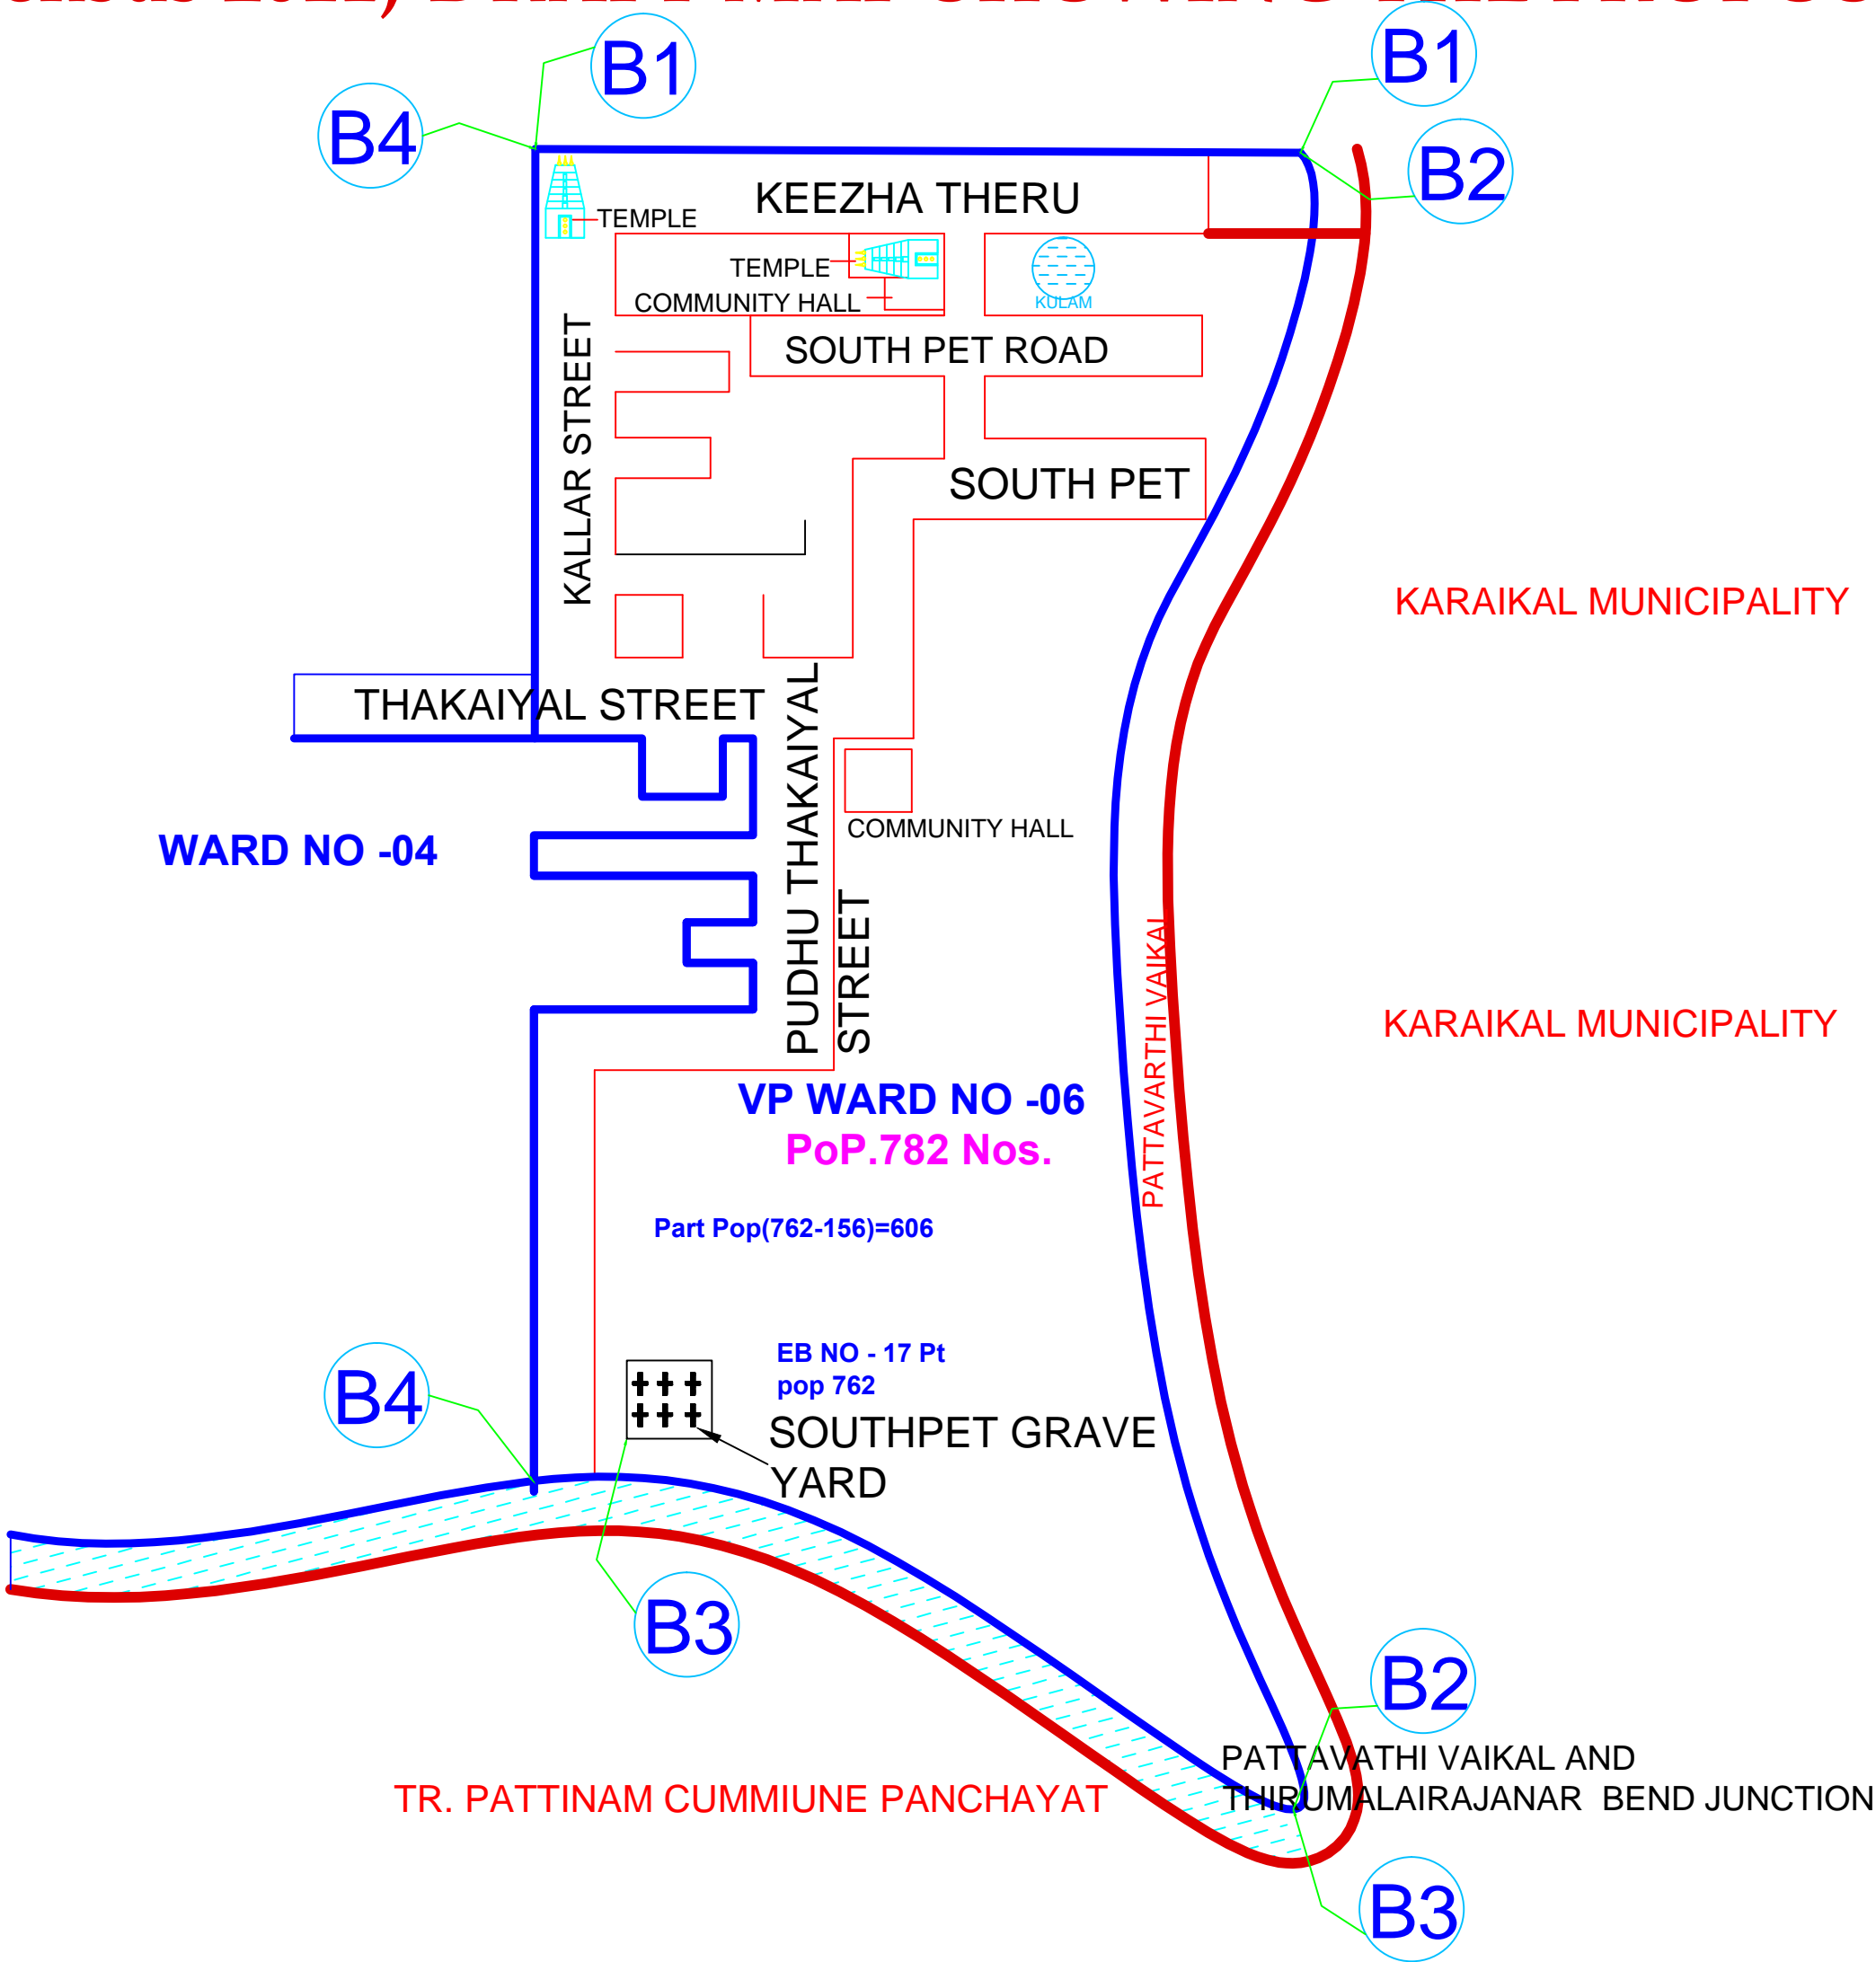 B1
B1
B4
B2
KEEZHA THERU
TEMPLE
TEMPLE
COMMUNITY HALL
KULAM
SOUTH PET ROAD
KALLAR STREET
SOUTH PET
KARAIKAL MUNICIPALITY
THAKAIYAL STREET
PUDHU THAKAIYAL
STREET
COMMUNITY HALL
WARD NO -04
PATTAVARTHI VAIKAL
KARAIKAL MUNICIPALITY
VP WARD NO -06
PoP.782 Nos.
Part Pop(762-156)=606
EB NO - 17 Pt
pop 762
B4
SOUTHPET GRAVE
YARD
B3
B2
PATTAVATHI VAIKAL AND
THIRUMALAIRAJANAR BEND JUNCTION
TR. PATTINAM CUMMIUNE PANCHAYAT
B3